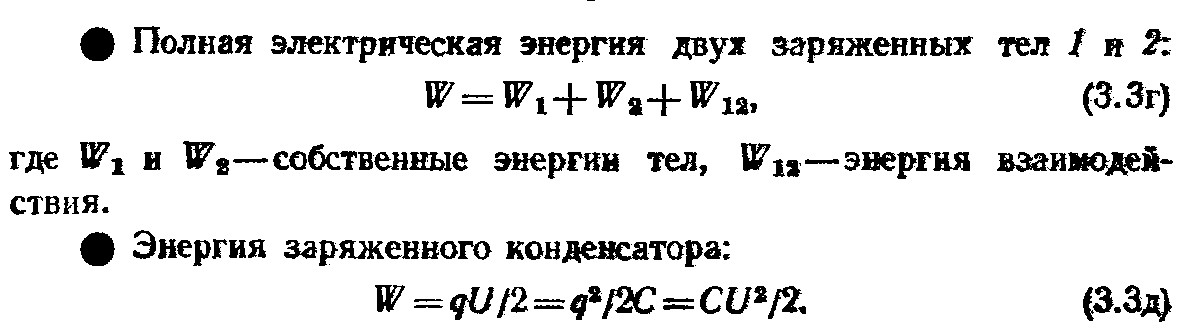 ● Полная электрическая энергия двух заряженных тел 1 и 2:
W = W₁ + W₂ + W₁₂, (3.3г)
где W₁ и W₂—собственные энергии тел, W₁₂—энергия взаимодей-
ствия.
● Энергия заряженного конденсатора:
W = qU/2 = q²/2C = CU²/2. (3.3д)